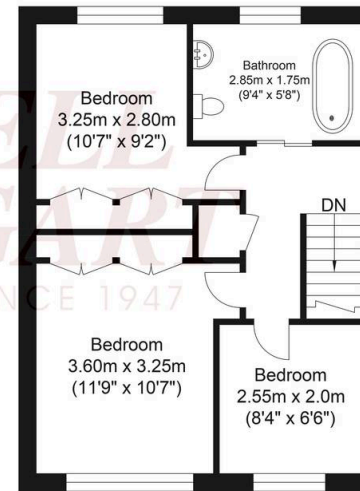 Bedroom
3.25m x 2.80m
(10'7" x 9'2")
Bathroom
2.85m x 1.75m
(9'4" x 5'8")
DN
Bedroom
3.60m x 3.25m
(11'9" x 10'7")
Bedroom
2.55m x 2.0m
(8'4" x 6'6")
1947